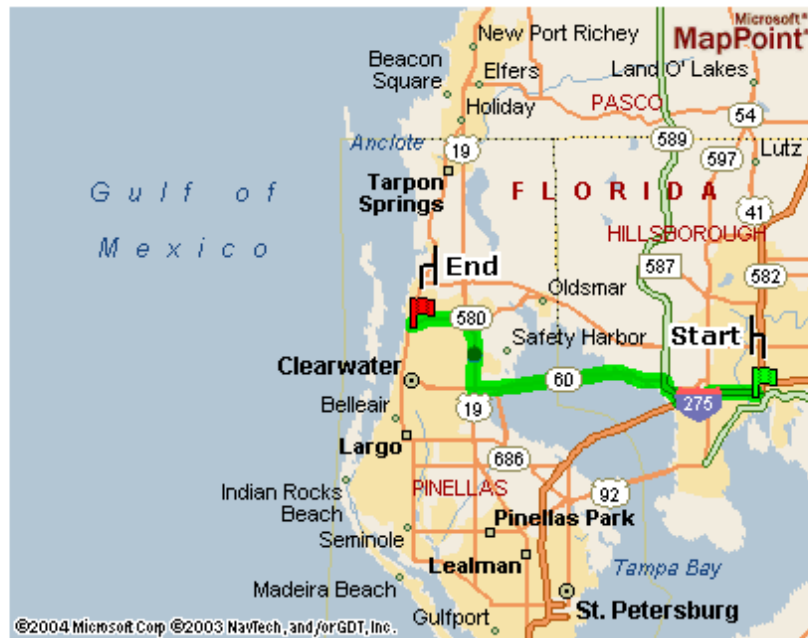 Microsoft®
MapPoint®
New Port Richey
Beacon
Square
Elfers
Land O' Lakes
Holiday
PASCO
54
589
597
Lutz
Anclote
19
Tarpon
Springs
FLORIDA
41
HILLSBOROUGH
Gulf of
Mexico
587
582
End
Oldsmar
580
Safety Harbor
Start
Clearwater
60
275
Belleair
19
Largo
686
PINELLAS
92
Indian Rocks
Beach
Pinellas Park
Seminole
Lealman
Tampa Bay
Madeira Beach
St. Petersburg
Gulfport
©2004 Microsoft Corp ©2003 NavTech, and/or GDT, Inc.